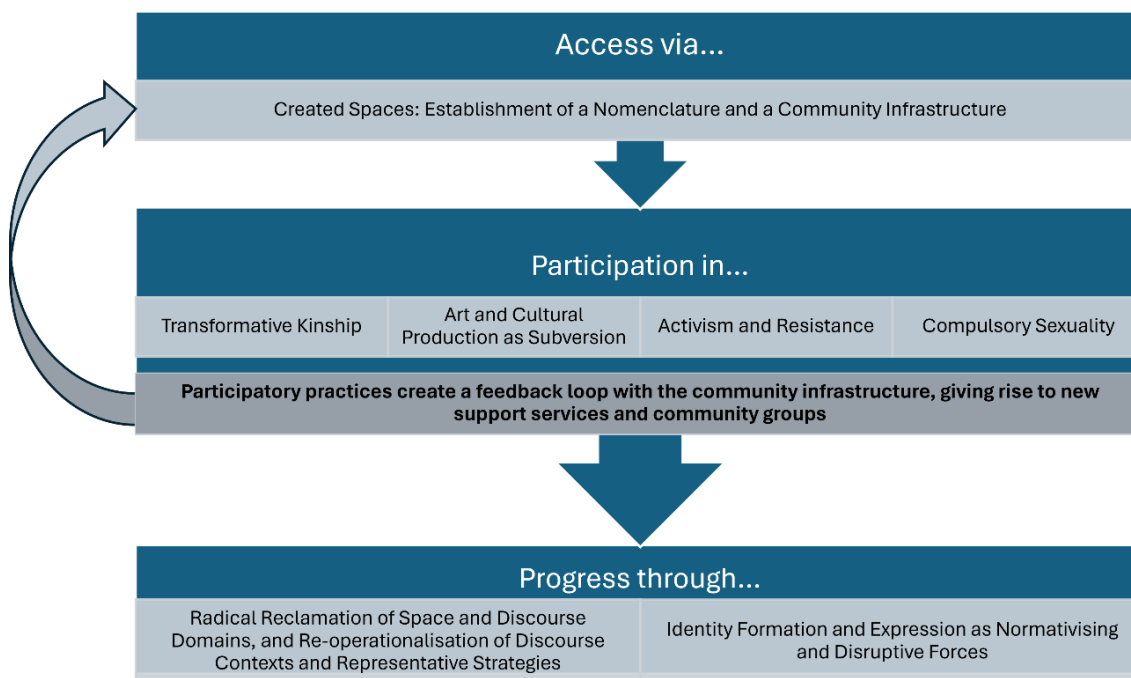 Access via...
Created Spaces: Establishment of a Nomenclature and a Community Infrastructure
Participation in...
Transformative Kinship
Art and Cultural
Production as Subversion
Activism and Resistance
Compulsory Sexuality
Participatory practices create a feedback loop with the community infrastructure, giving rise to new
support services and community groups
Progress through...
Radical Reclamation of Space and Discourse
Domains, and Re-operationalisation of Discourse
Contexts and Representative Strategies
Identity Formation and Expression as Normativising
and Disruptive Forces